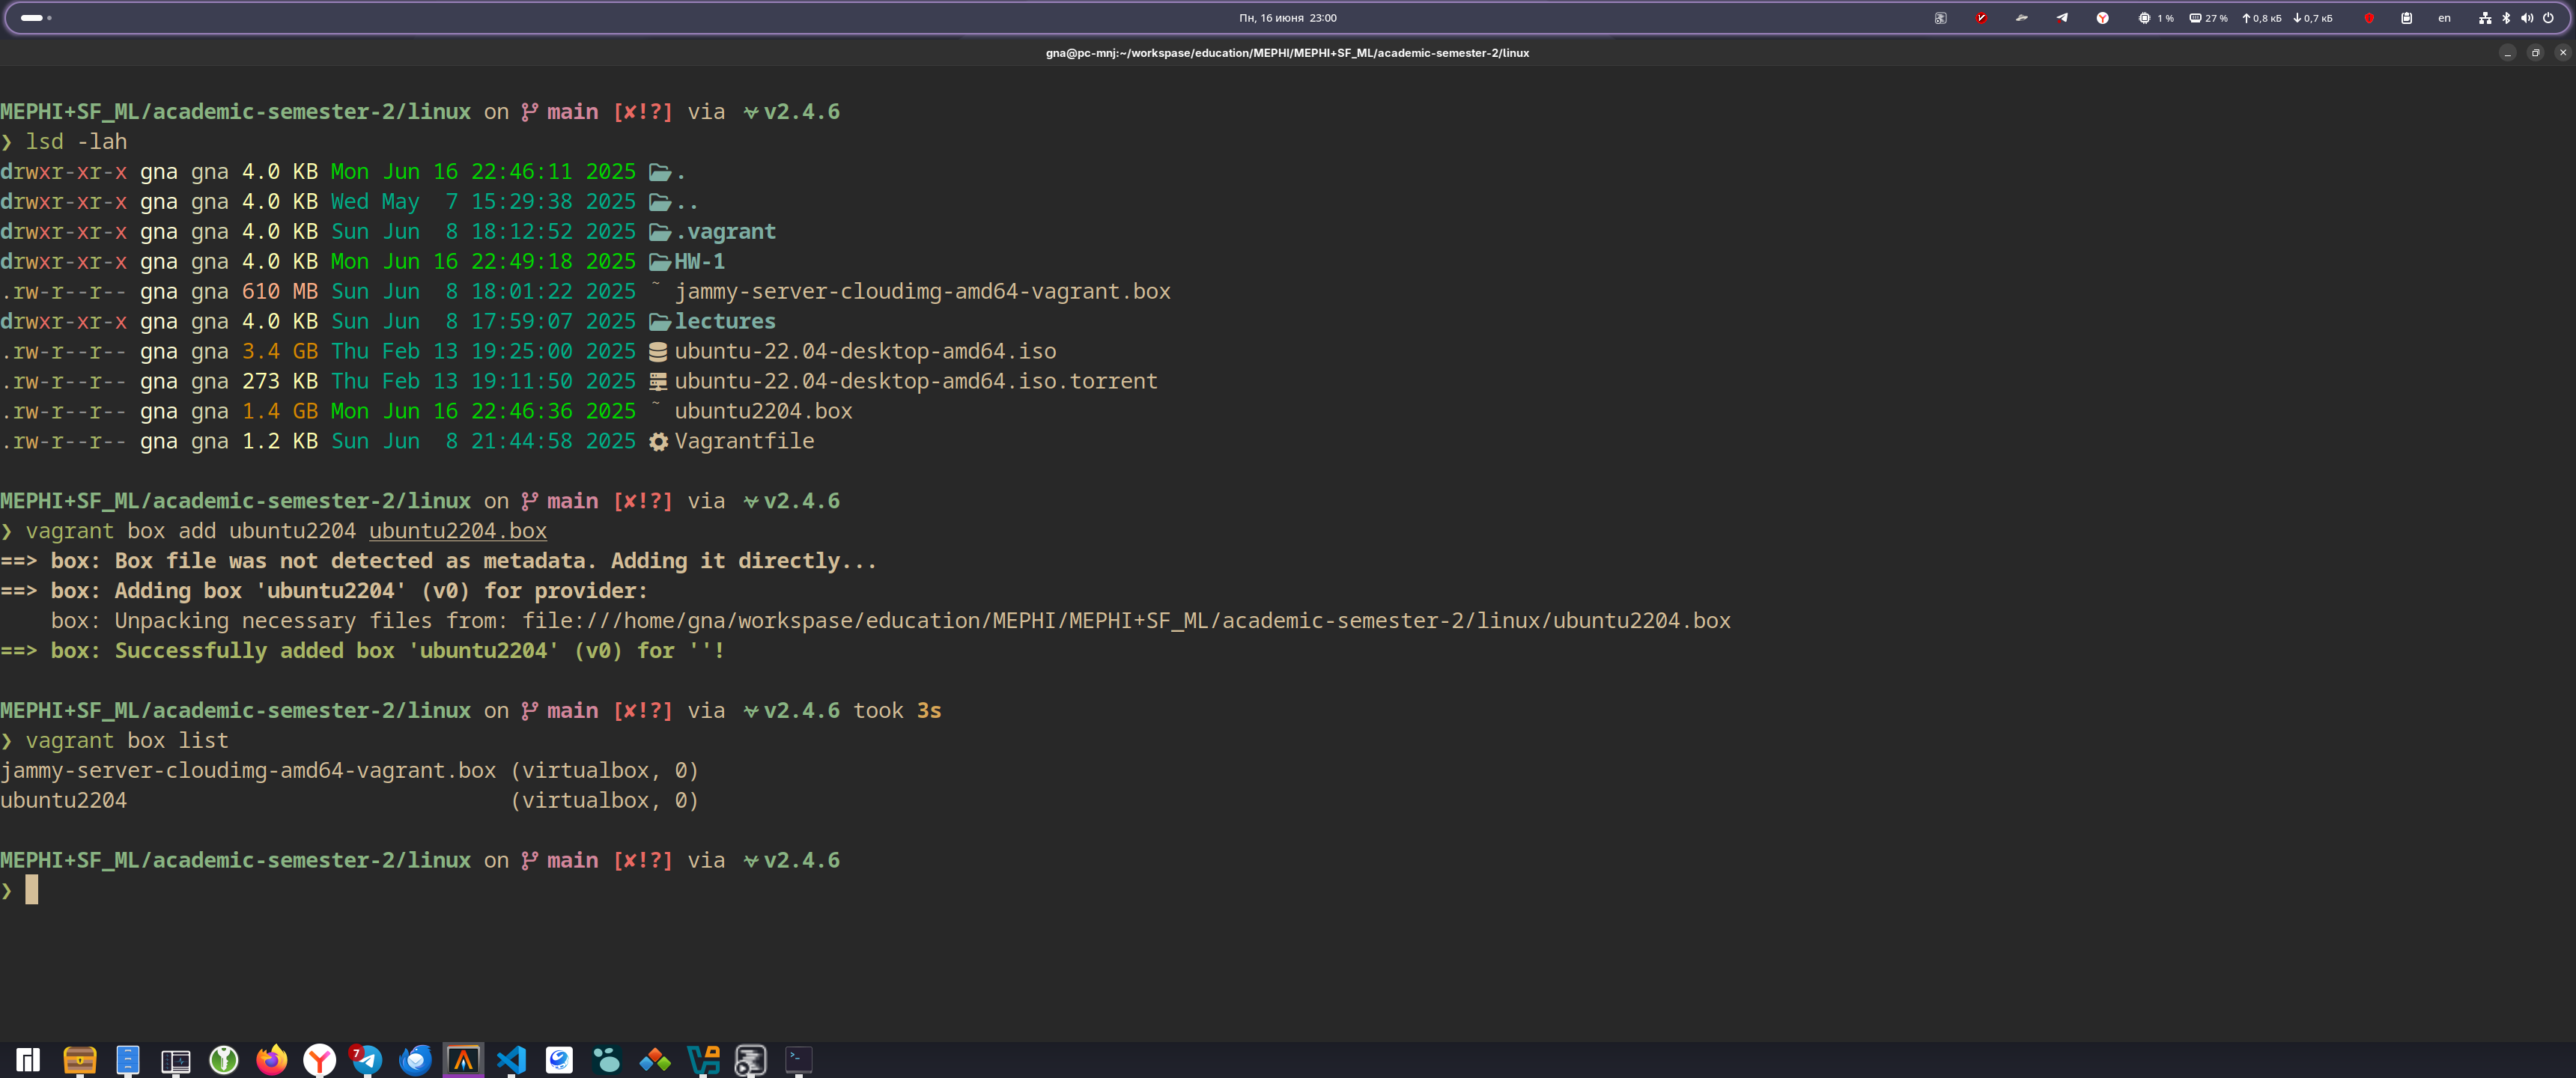 Пн, 16 июня 23:00
1 % 27 % 0,8 кБ 0,7 кБ en
gna@pc-mnj:~/workspase/education/MEPHI/MEPHI+SF_ML/academic-semester-2/linux
MEPHI+SF_ML/academic-semester-2/linux on main [✘!?] via v2.4.6
❯ lsd -lah
drwxr-xr-x gna gna 4.0 KB Mon Jun 16 22:46:11 2025 .
drwxr-xr-x gna gna 4.0 KB Wed May  7 15:29:38 2025 ..
drwxr-xr-x gna gna 4.0 KB Sun Jun  8 18:12:52 2025 .vagrant
drwxr-xr-x gna gna 4.0 KB Mon Jun 16 22:49:18 2025 HW-1
.rw-r--r-- gna gna 610 MB Sun Jun  8 18:01:22 2025 ~ jammy-server-cloudimg-amd64-vagrant.box
drwxr-xr-x gna gna 4.0 KB Sun Jun  8 17:59:07 2025 lectures
.rw-r--r-- gna gna 3.4 GB Thu Feb 13 19:25:00 2025 ubuntu-22.04-desktop-amd64.iso
.rw-r--r-- gna gna 273 KB Thu Feb 13 19:11:50 2025 ubuntu-22.04-desktop-amd64.iso.torrent
.rw-r--r-- gna gna 1.4 GB Mon Jun 16 22:46:36 2025 ~ ubuntu2204.box
.rw-r--r-- gna gna 1.2 KB Sun Jun  8 21:44:58 2025 Vagrantfile
MEPHI+SF_ML/academic-semester-2/linux on main [✘!?] via v2.4.6
❯ vagrant box add ubuntu2204 ubuntu2204.box
==> box: Box file was not detected as metadata. Adding it directly...
==> box: Adding box 'ubuntu2204' (v0) for provider:
    box: Unpacking necessary files from: file:///home/gna/workspase/education/MEPHI/MEPHI+SF_ML/academic-semester-2/linux/ubuntu2204.box
==> box: Successfully added box 'ubuntu2204' (v0) for ''!
MEPHI+SF_ML/academic-semester-2/linux on main [✘!?] via v2.4.6 took 3s
❯ vagrant box list
jammy-server-cloudimg-amd64-vagrant.box (virtualbox, 0)
ubuntu2204                              (virtualbox, 0)
MEPHI+SF_ML/academic-semester-2/linux on main [✘!?] via v2.4.6
❯
7